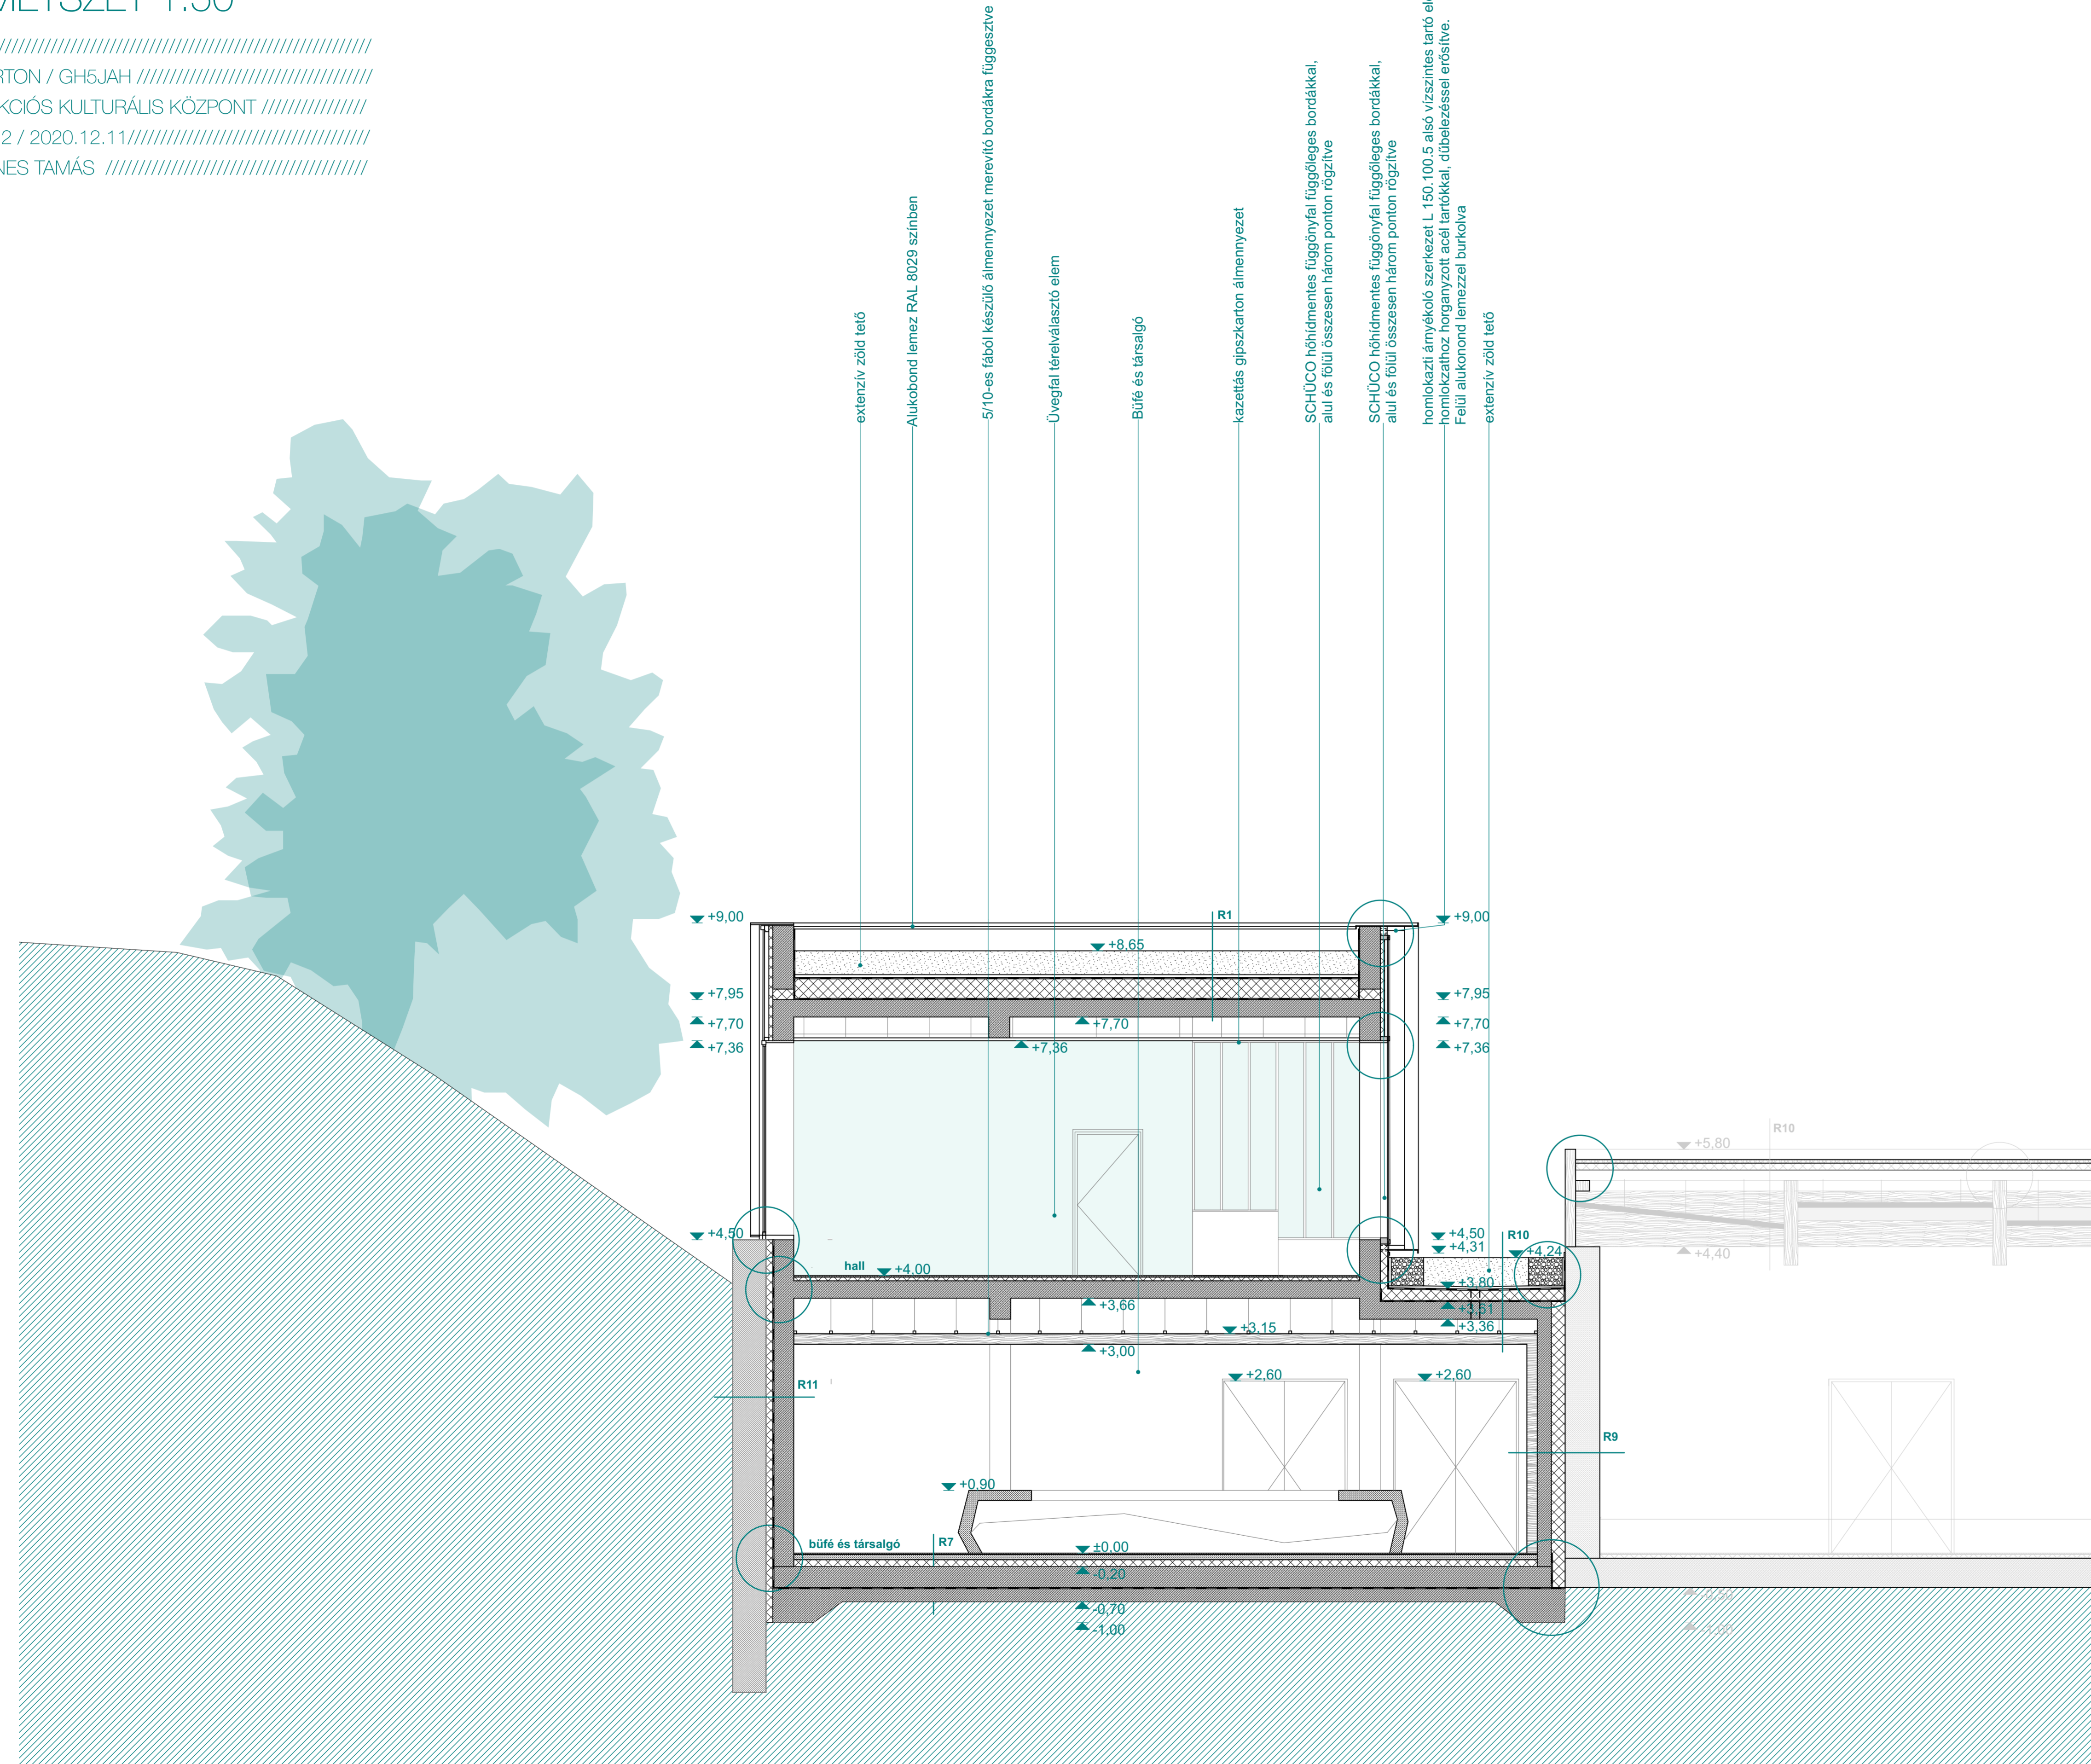 METSZET 1:50
RTON / GH5JAH
KCIÓS KULTURÁLIS KÖZPONT
2 / 2020.12.11
NES TAMÁS
extenzív zöld tető
Alukobond lemez RAL 8029 színben
5/10-es fából készülő álmennyezet merevítő bordákra függesztve
Üvegfal térelválasztó elem
Büfé és társalgó
kazettás gipszkarton álmennyezet
SCHÜCO hőhídmentes függönyfal függőleges bordákkal,
alul és fölül összesen három ponton rögzítve
SCHÜCO hőhídmentes függönyfal függőleges bordákkal,
alul és fölül összesen három ponton rögzítve
homlokazti árnyékoló szerkezet L 150.100.5 alsó vízszintes tartó
homlokzathoz horganyzott acél tartókkal, dübelezéssel erősítve.
Felül alukonond lemezzel burkolva
extenzív zöld tető
+9,00
R1
+9,00
+8,65
+7,95
+7,95
+7,70
+7,70
+7,70
+7,36
+7,36
+7,36
R10
+5,80
+4,50
+4,50
R10
+4,31
+4,24
+4,40
hall
+4,00
+3,80
+3,66
+3,61
+3,15
+3,36
+3,00
+2,60
+2,60
R11
R9
+0,90
büfé és társalgó
R7
±0,00
-0,20
-0,70
-1,00